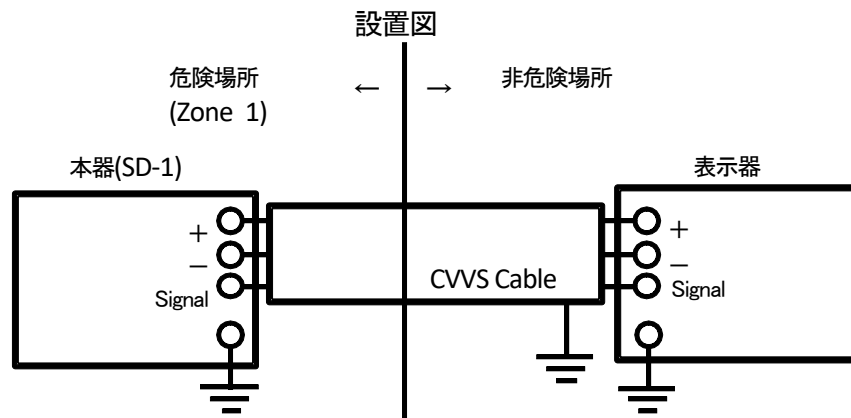 設置図
危険場所
(Zone 1)
← →
非危険場所
本器(SD-1)
表示器
+
−
Signal
CVVS Cable
+
−
Signal